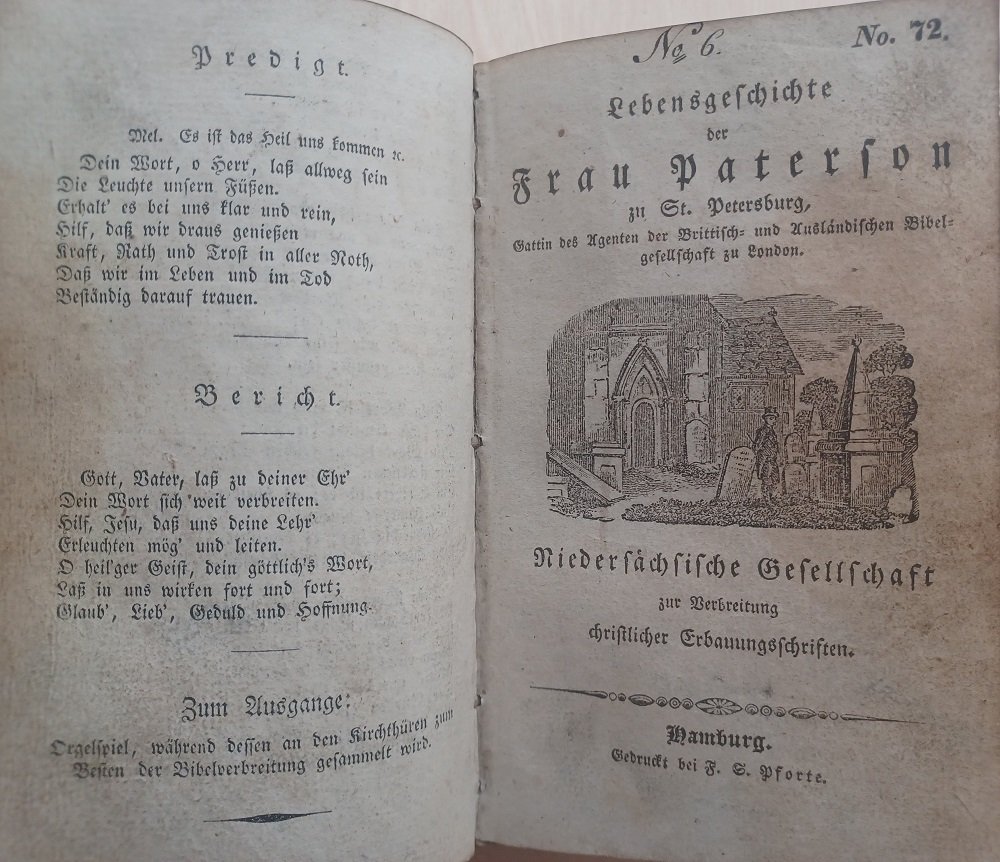 Predigt.
Mel. Es ist das Heil uns kommen ꝛc.
Dein Wort, o Herr, laß allweg sein
Die Leuchte unsern Füßen.
Erhalt' es bei uns klar und rein,
Hilf, daß wir draus genießen
Kraft, Rath und Trost in aller Noth,
Daß wir im Leben und im Tod
Beständig darauf trauen.
Bericht.
Gott, Vater, laß zu deiner Ehr'
Dein Wort sich weit verbreiten.
Hilf, Jesu, daß uns deine Lehr'
Erleuchten mög' und leiten.
O heil'ger Geist, dein göttlich's Wort,
Laß in uns wirken fort und fort;
Glaub', Lieb', Geduld und Hoffnung.
Zum Ausgange:
Orgelspiel, während dessen an den Kirchthüren zum
Besten der Bibelverbreitung gesammelt wird.
No 6.
No. 72.
Lebensgeschichte
der
Frau Paterson
zu St. Petersburg,
Gattin des Agenten der Brittisch- und Ausländischen Bibel-
gesellschaft zu London.
Niedersächsische Gesellschaft
zur Verbreitung
christlicher Erbauungsschriften.
Hamburg.
Gedruckt bei F. S. Pforte.